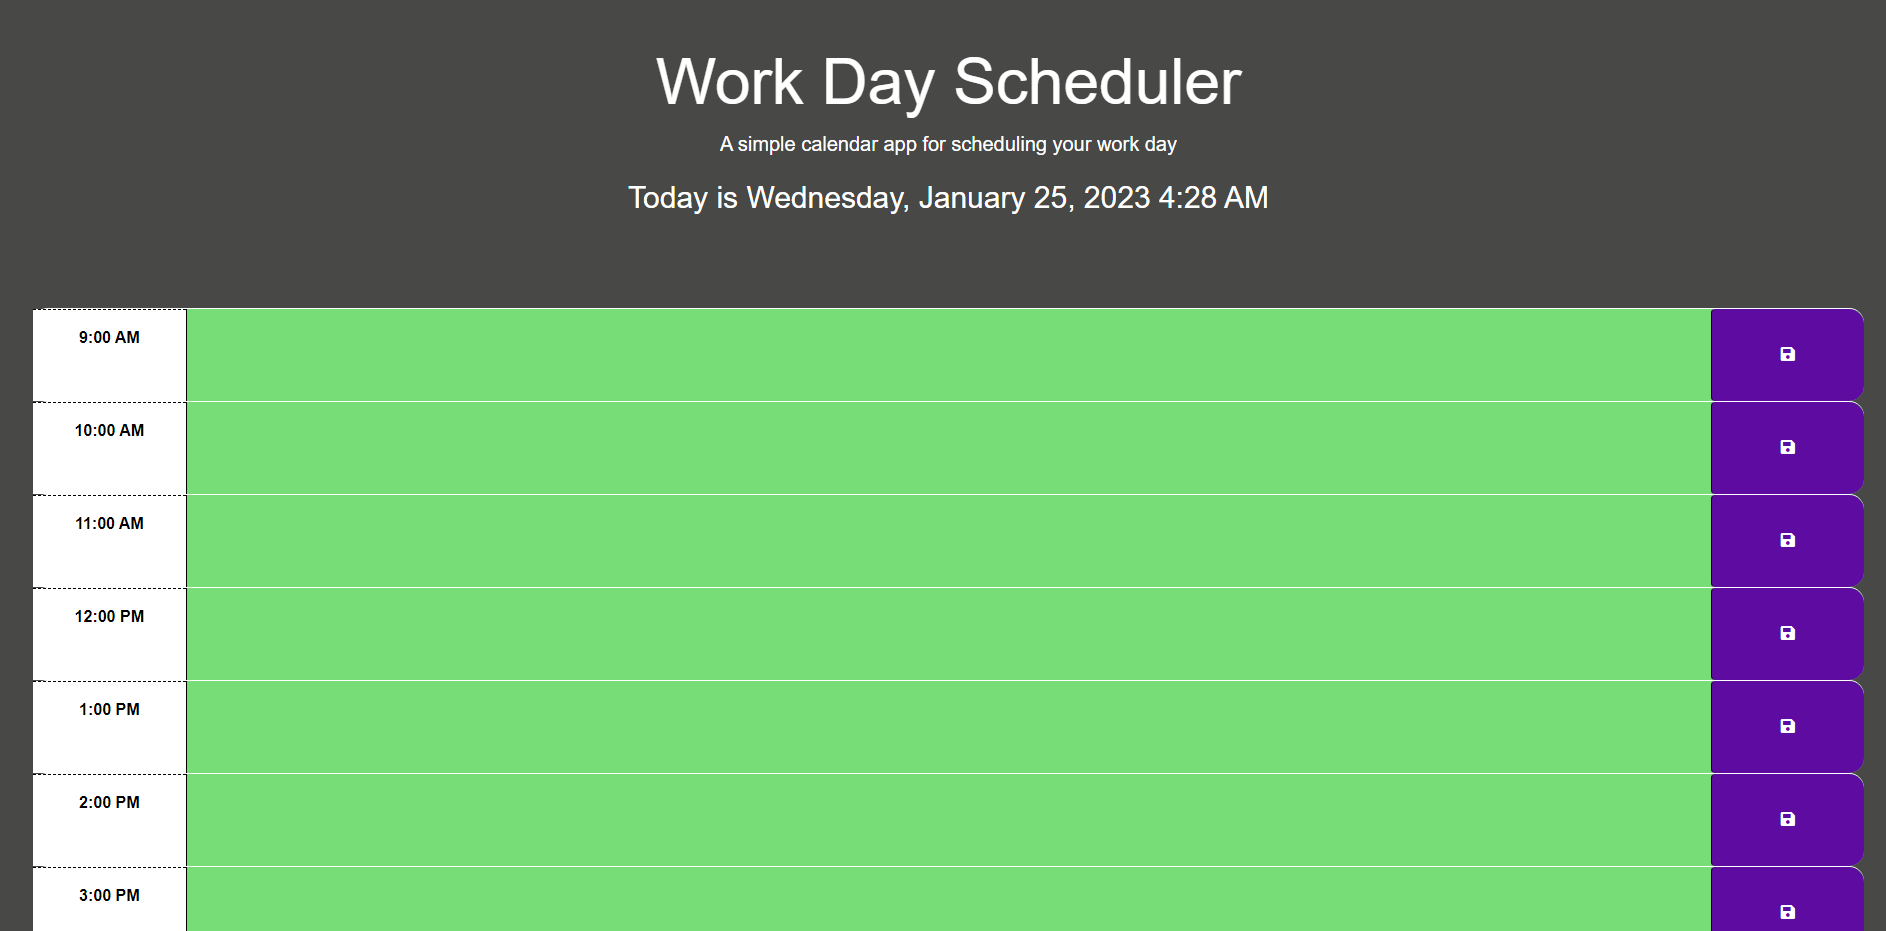 Work Day Scheduler
A simple calendar app for scheduling your work day
Today is Wednesday, January 25, 2023 4:28 AM
9:00 AM
10:00 AM
11:00 AM
12:00 PM
1:00 PM
2:00 PM
3:00 PM